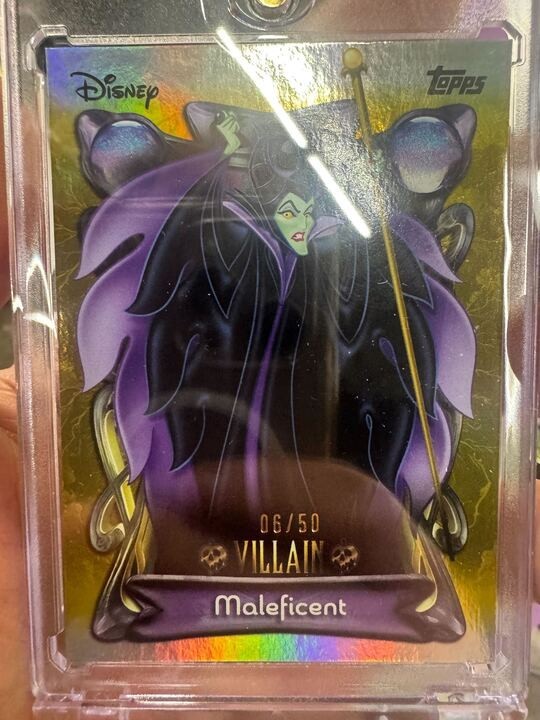 Disney
topps
06/50
VILLAIN
Maleficent